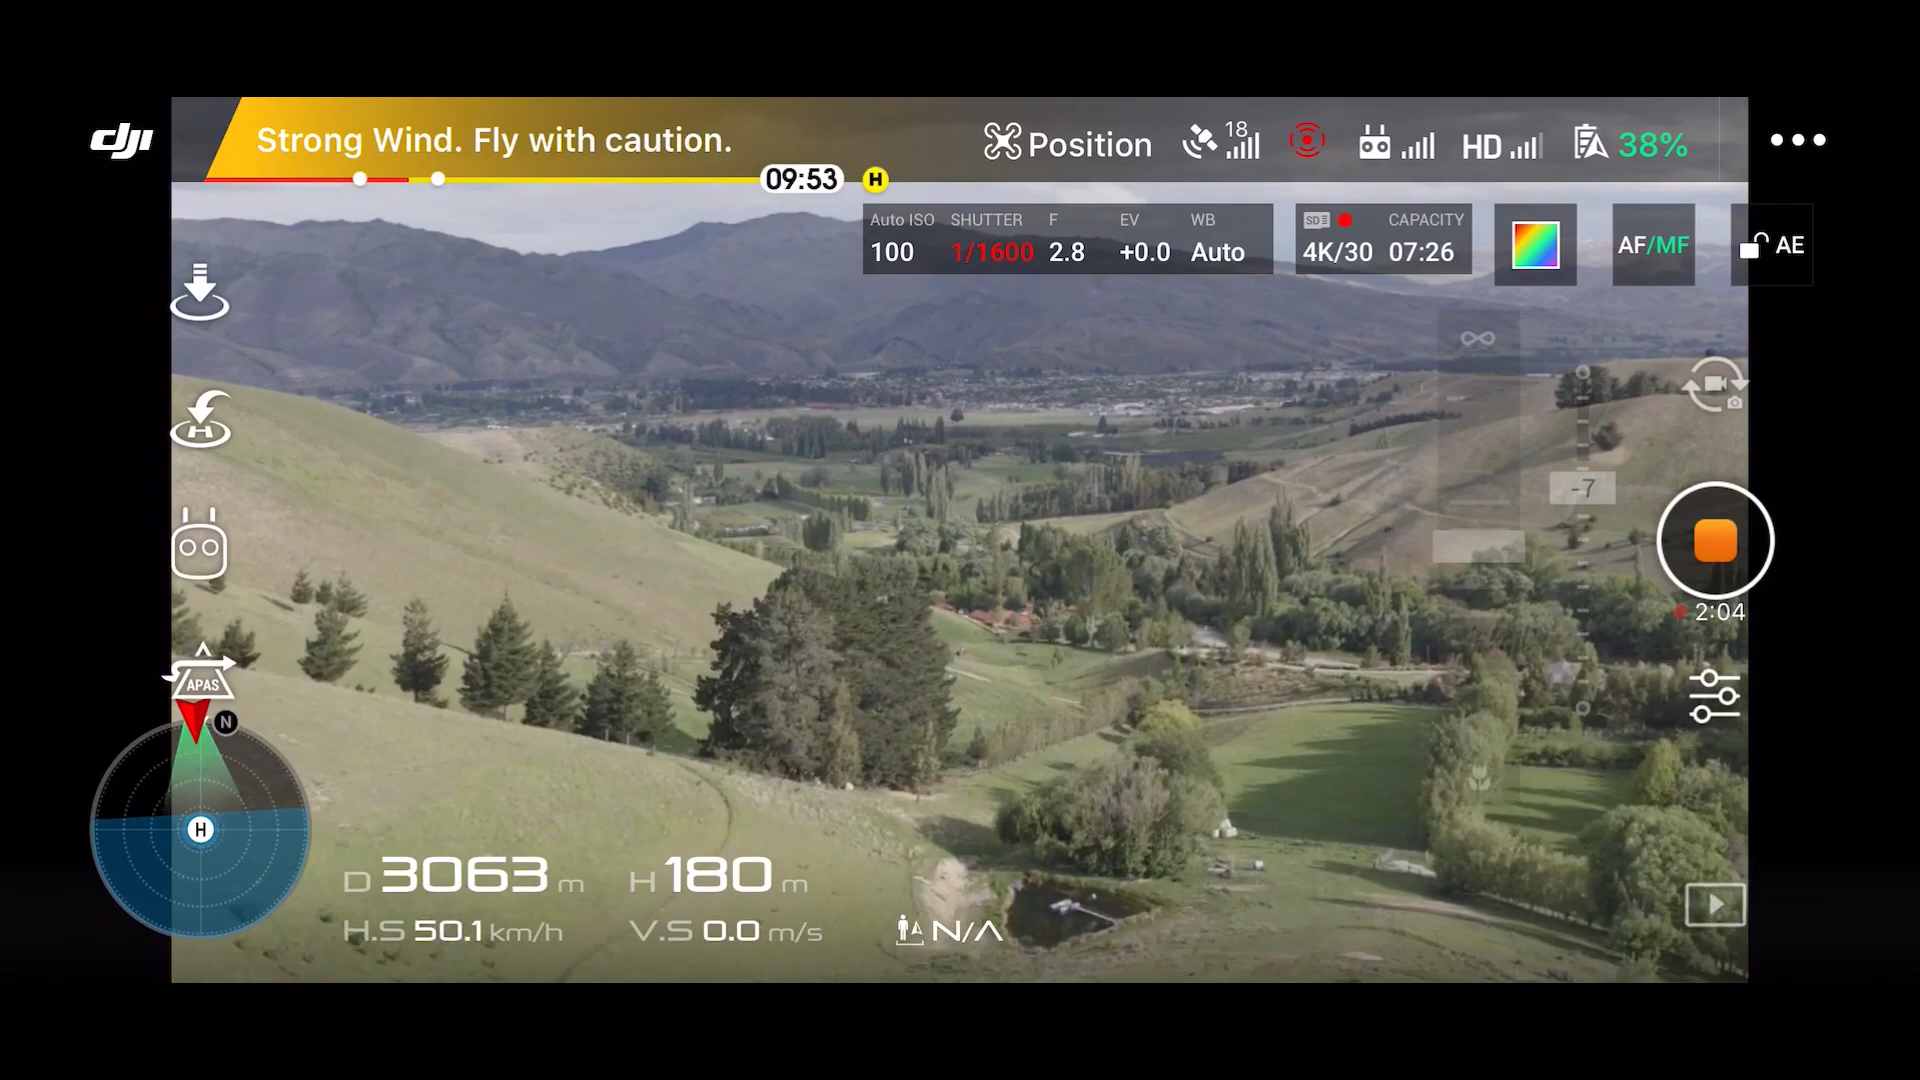 dji
Strong Wind. Fly with caution.
Position
18
HD
38%
09:53
H
Auto ISO SHUTTER F EV WB
100 1/1600 2.8 +0.0 Auto
SD CAPACITY
4K/30 07:26
AF/MF
AE
H
-7
2:04
APAS
N
H
D 3063 m H 180 m
H.S 50.1 km/h V.S 0.0 m/s N/A